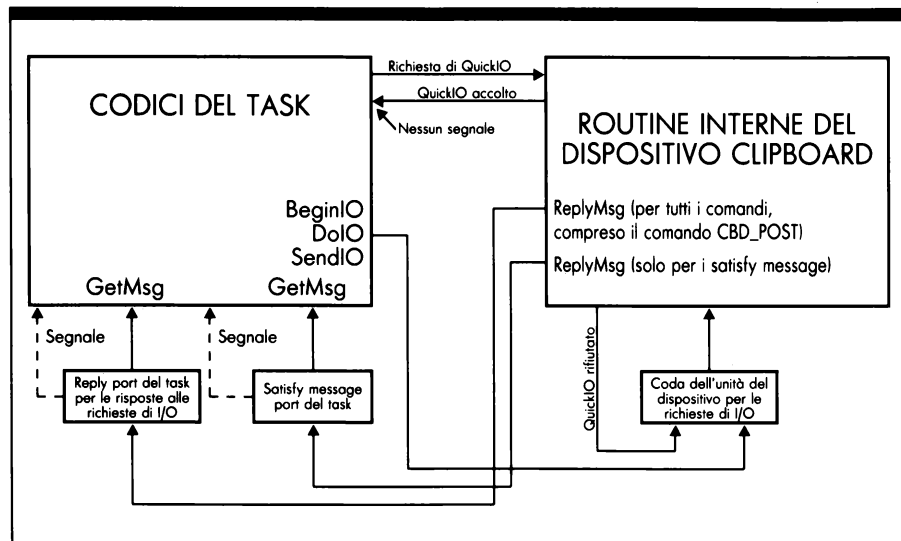 Richiesta di QuickIO
QuickIO accolto
Nessun segnale
CODICI DEL TASK
BeginIO
DoIO
SendIO
GetMsg
GetMsg
ROUTINE INTERNE DEL
DISPOSITIVO CLIPBOARD
ReplyMsg (per tutti i comandi,
compreso il comando CBD_POST)
ReplyMsg (solo per i satisfy message)
Segnale
Segnale
Reply port del task
per le risposte alle
richieste di I/O
Satisfy message
port del task
QuickIO rifiutato
Coda dell'unità del
dispositivo per le
richieste di I/O